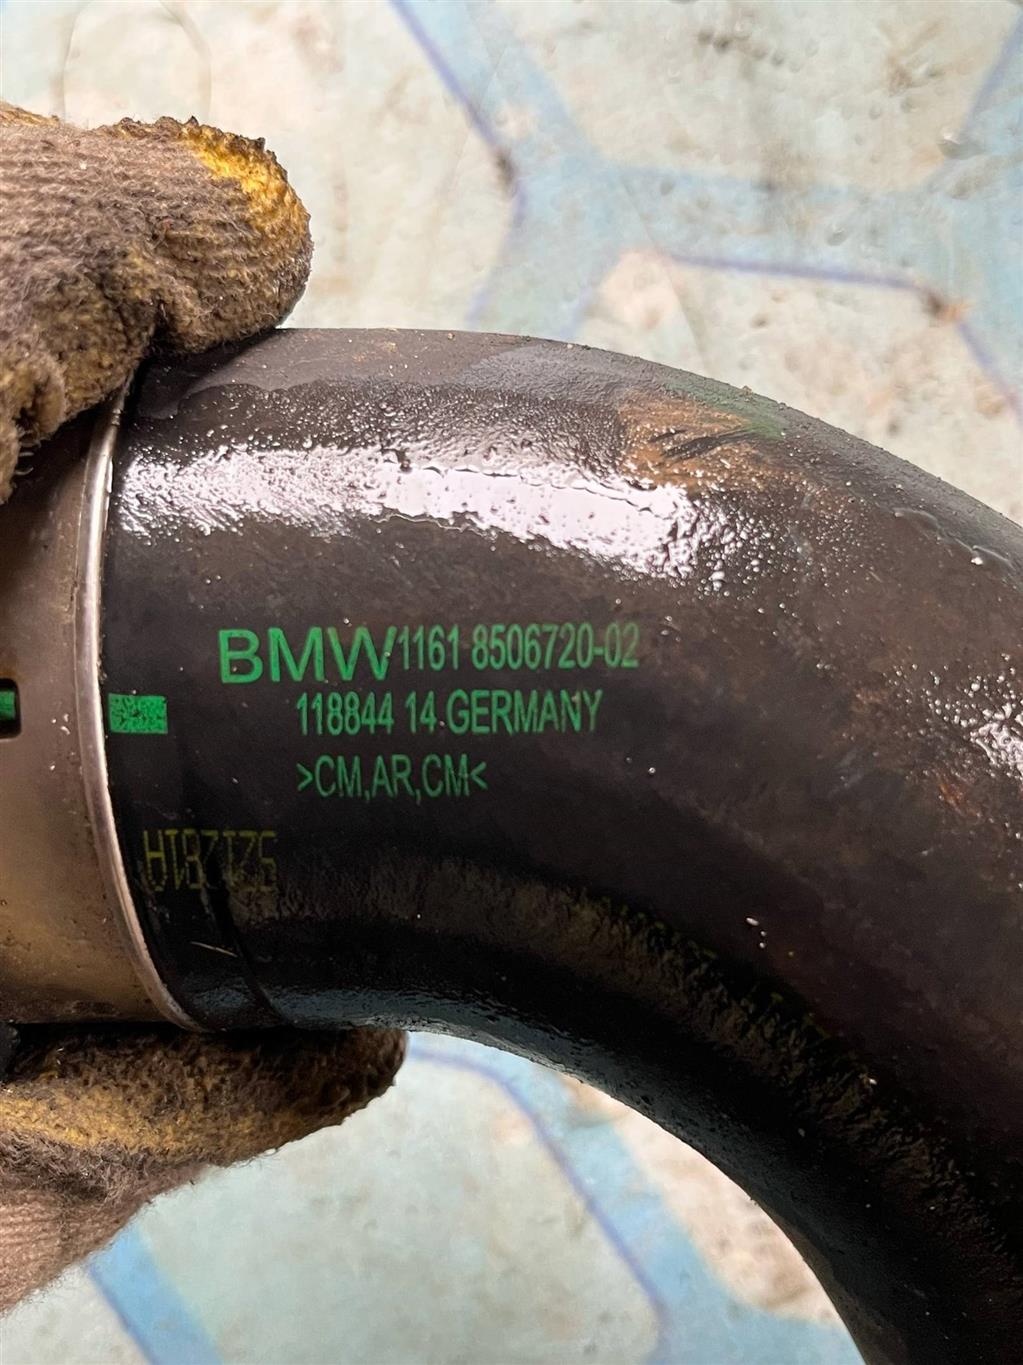 BMW 1161 8506720-02
118844 14 GERMANY
>CM,AR,CM<